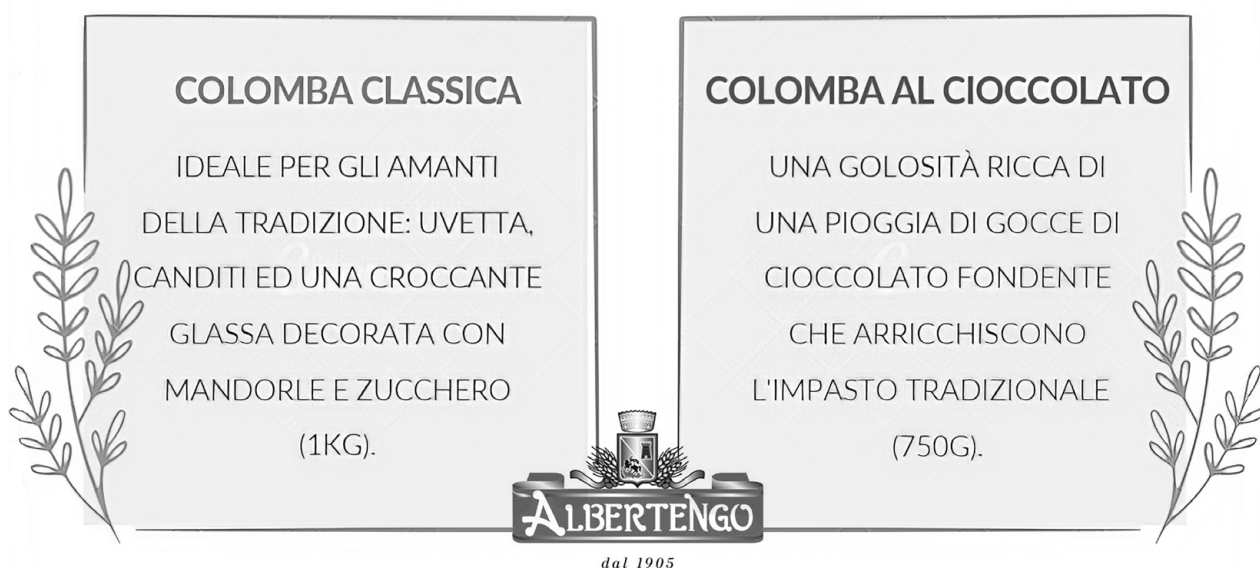 COLOMBA CLASSICA
IDEALE PER GLI AMANTI
DELLA TRADIZIONE: UVETTA,
CANDITI ED UNA CROCCANTE
GLASSA DECORATA CON
MANDORLE E ZUCCHERO
(1KG).
COLOMBA AL CIOCCOLATO
UNA GOLOSITÀ RICCA DI
UNA PIOGGIA DI GOCCE DI
CIOCCOLATO FONDENTE
CHE ARRICCHISCONO
L'IMPASTO TRADIZIONALE
(750G).
ALBERTENGO
dal 1905